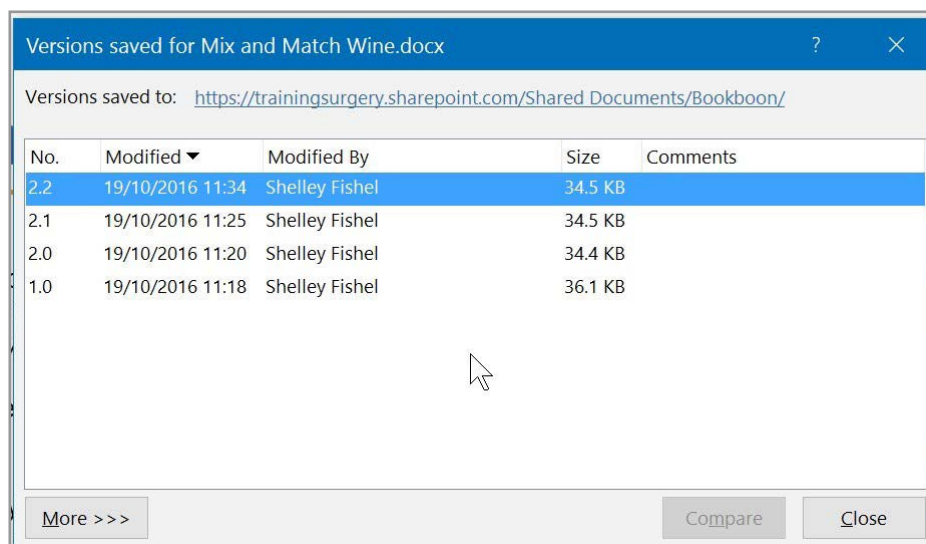 Versions saved for Mix and Match Wine.docx ?
Versions saved to: https://trainingsurgery.sharepoint.com/Shared Documents/Bookboon/
No. Modified Modified By Size Comments
2.2 19/10/2016 11:34 Shelley Fishel 34.5 KB
2.1 19/10/2016 11:25 Shelley Fishel 34.5 KB
2.0 19/10/2016 11:20 Shelley Fishel 34.4 KB
1.0 19/10/2016 11:18 Shelley Fishel 36.1 KB
More >>> Compare Close